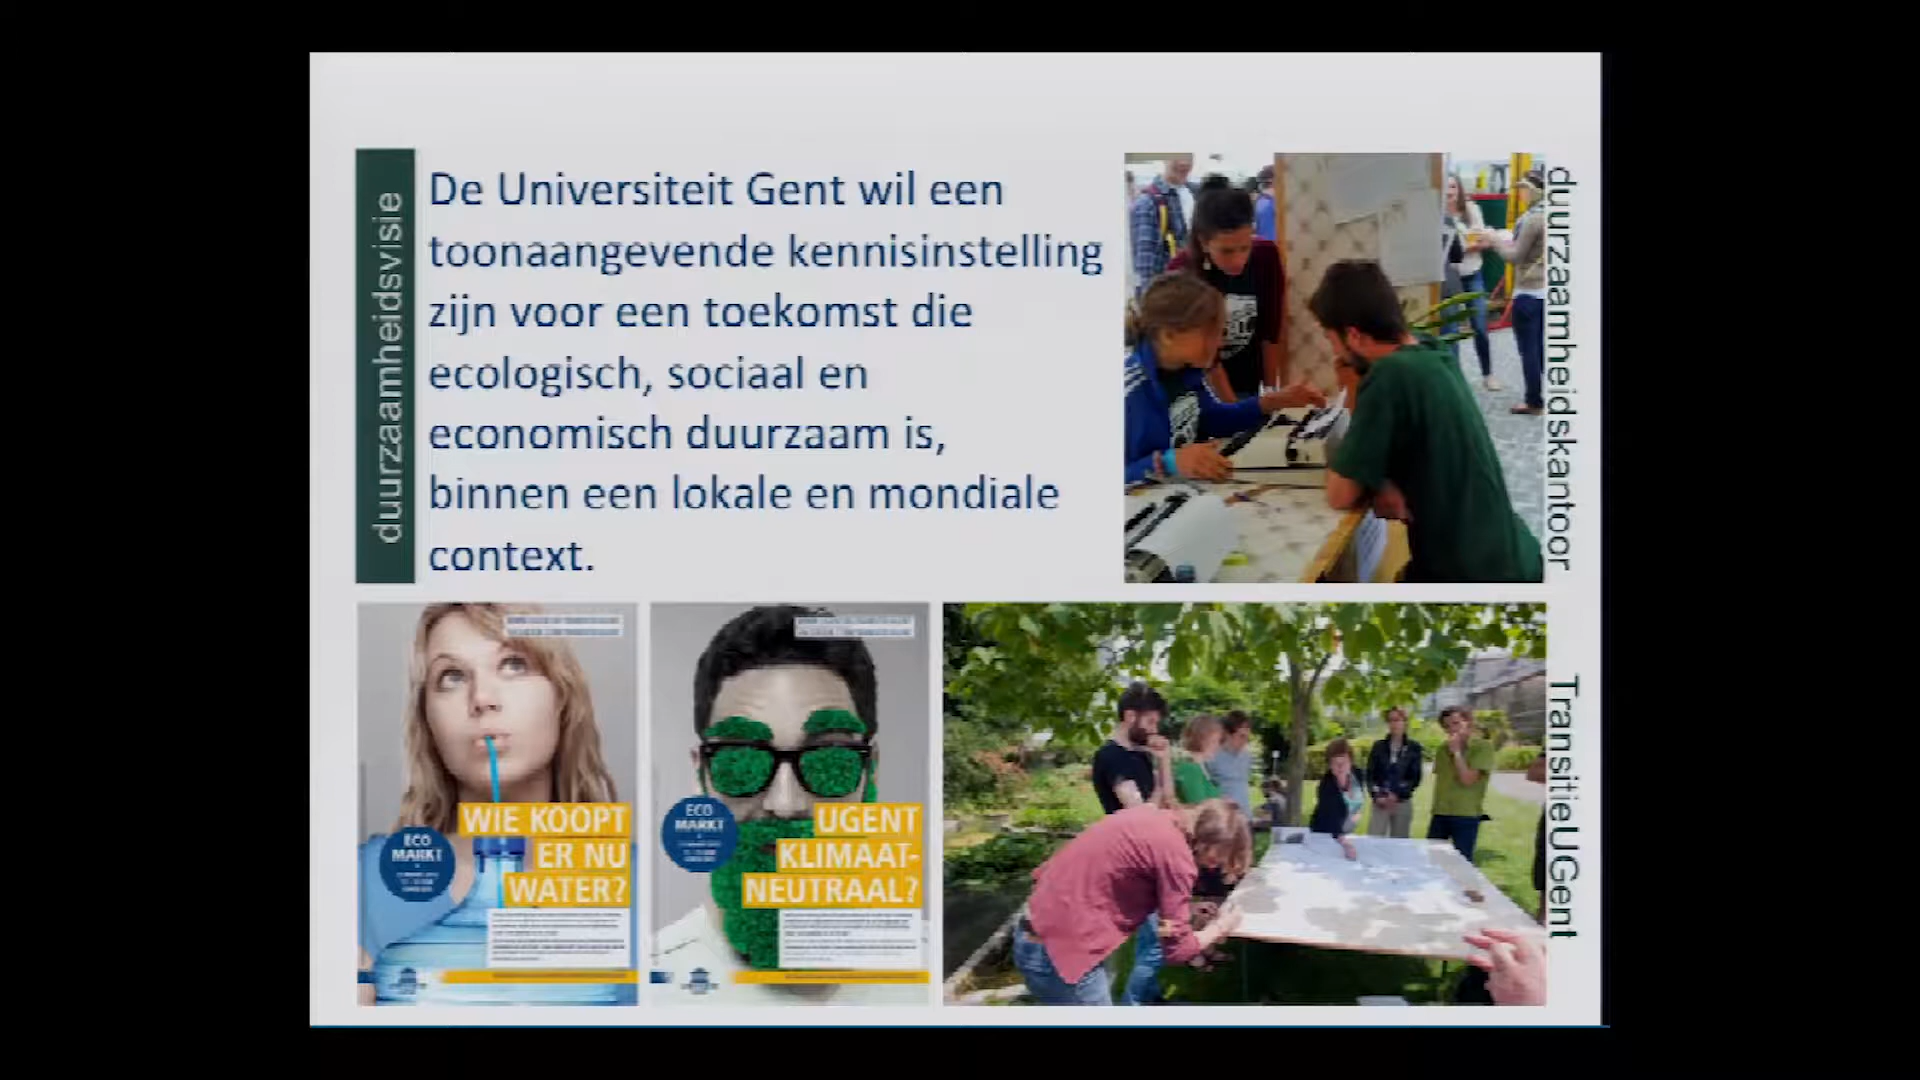 duurzaamheidsvisie
De Universiteit Gent wil een
toonaangevende kennisinstelling
zijn voor een toekomst die
ecologisch, sociaal en
economisch duurzaam is,
binnen een lokale en mondiale
context.
duurzaamheidskantoor
ECO
MARKT
WIE KOOPT
ER NU
WATER?
ECO
MARKT
UGENT
KLIMAAT-
NEUTRAAL?
TransitieUGent